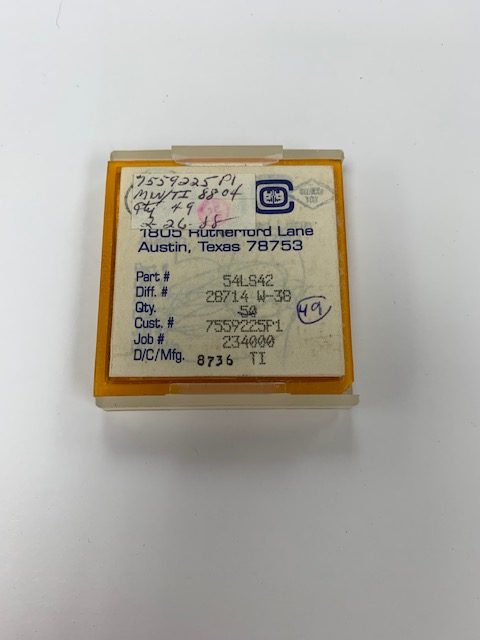 7559225P1
MW/TI 8804
Qty 49
2-26-88
1805 Rutherford Lane
Austin, Texas 78753
Part # 54LS42
Diff. # 28714 W-38
Qty. 50 49
Cust. # 7559225P1
Job # 234000
D/C/Mfg. 8736 TI